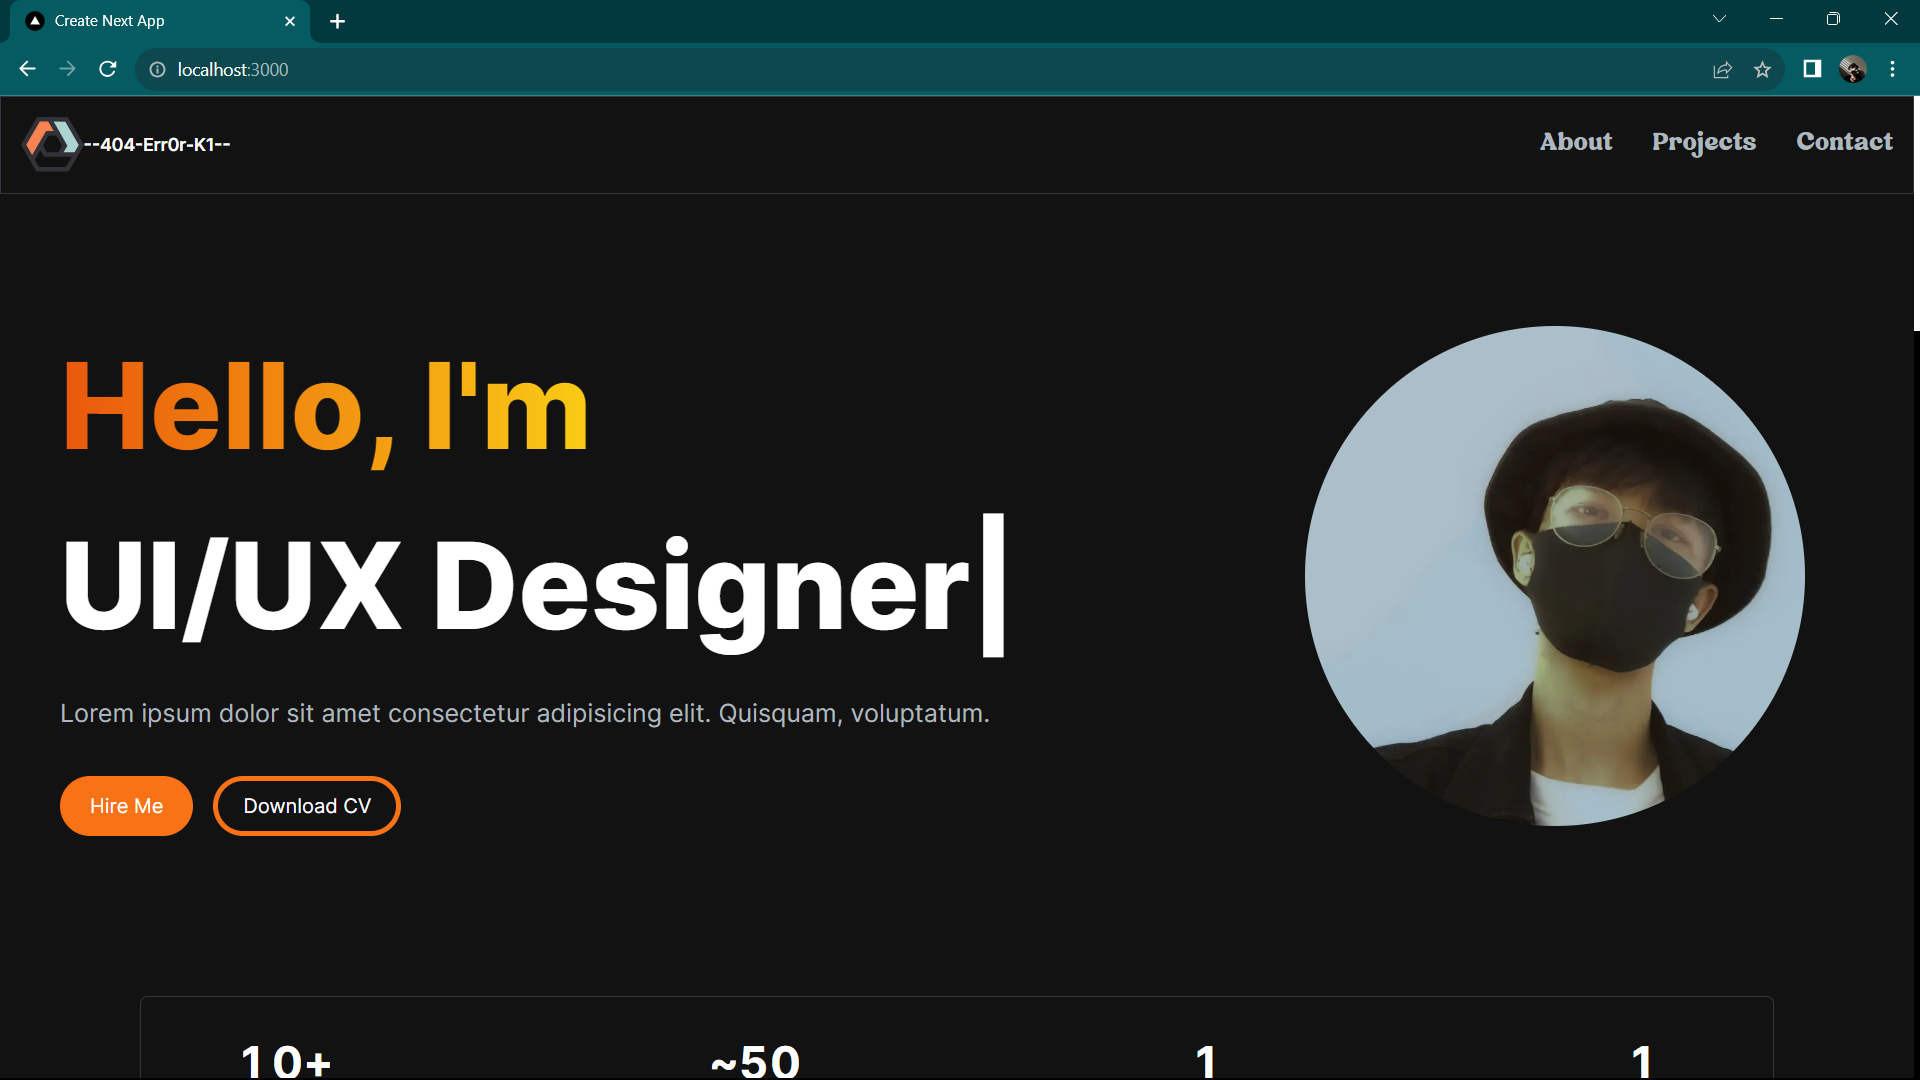 Create Next App
localhost:3000
--404-Err0r-K1--
About Projects Contact
Hello, I'm
UI/UX Designer
Lorem ipsum dolor sit amet consectetur adipisicing elit. Quisquam, voluptatum.
Hire Me Download CV
10+ ~50 1 1